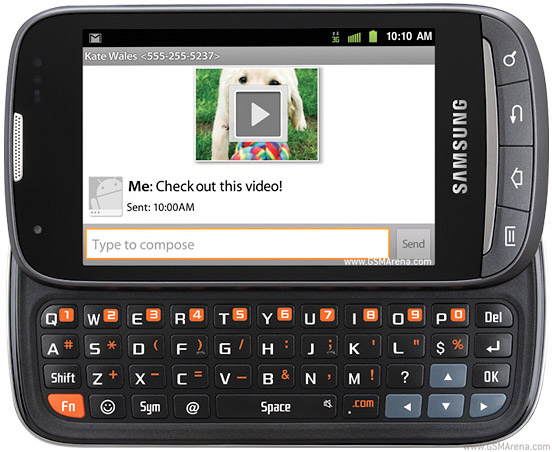 3G 10:10 AM
Kate Wales <555-255-5237>
Me: Check out this video!
Sent: 10:00AM
Type to compose
Send
www.GSMArena.com
SAMSUNG
Q 1 W 2 E 3 R 4 T 5 Y 6 U 7 I 8 O 9 P 0 Del
A # S * D ( F ) G / H : J ; K ' L " $ %
Shift Z + X - C = V – B & N , M ! ? OK
Fn Sym @ Space .com
www.GSMArena.com